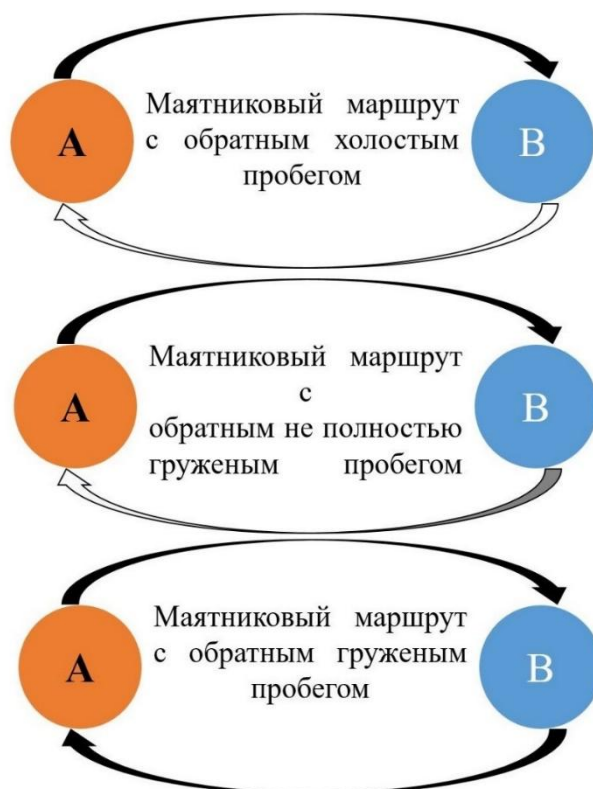 A
Маятниковый маршрут
с обратным холостым
пробегом
B
A
Маятниковый маршрут
с
обратным не полностью
груженым пробегом
B
A
Маятниковый маршрут
с обратным груженым
пробегом
B